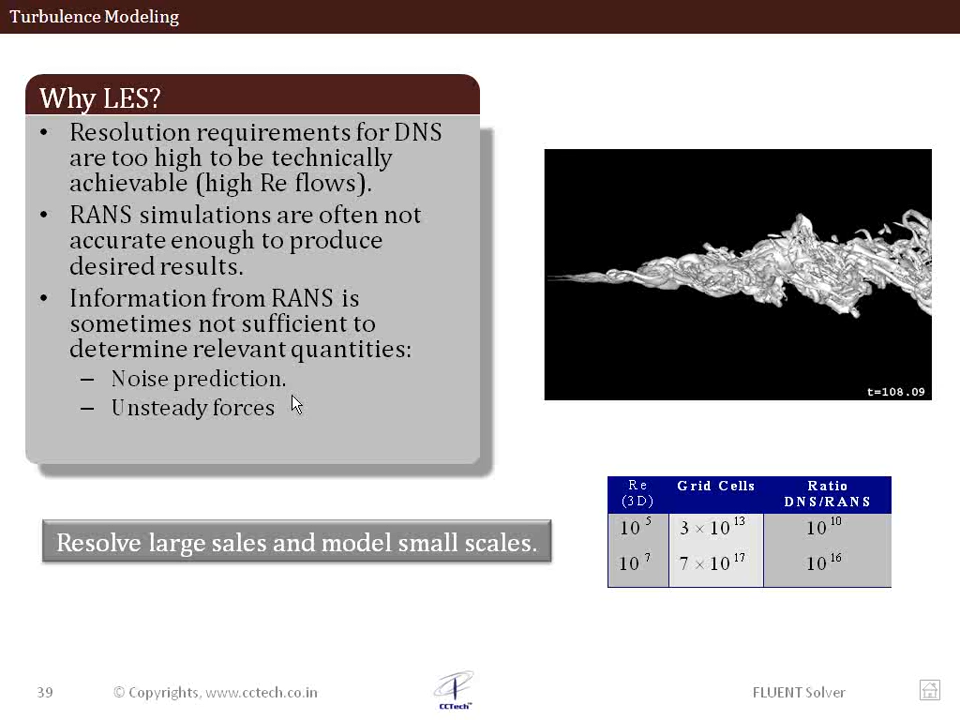 Turbulence Modeling
Why LES?
• Resolution requirements for DNS
are too high to be technically
achievable (high Re flows).
• RANS simulations are often not
accurate enough to produce
desired results.
• Information from RANS is
sometimes not sufficient to
determine relevant quantities:
– Noise prediction.
– Unsteady forces
t=108.09
Re (3D) Grid Cells Ratio DNS/RANS
10^5 3 × 10^13 10^10
10^7 7 × 10^17 10^16
Resolve large sales and model small scales.
39 © Copyrights, www.cctech.co.in CCTech™ FLUENT Solver